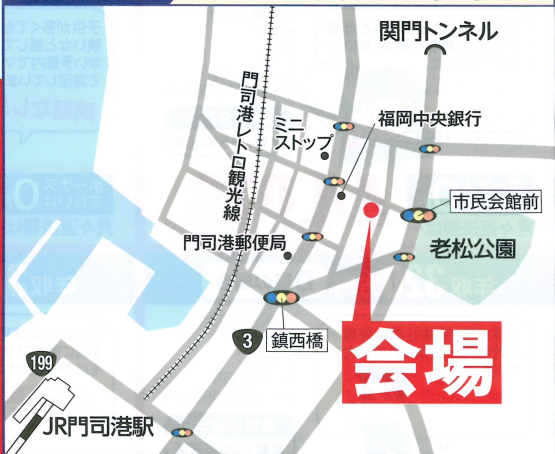 関門トンネル
門司港レトロ観光線
ミニ
ストップ
福岡中央銀行
市民会館前
門司港郵便局
老松公園
3
鎮西橋
会場
199
JR門司港駅